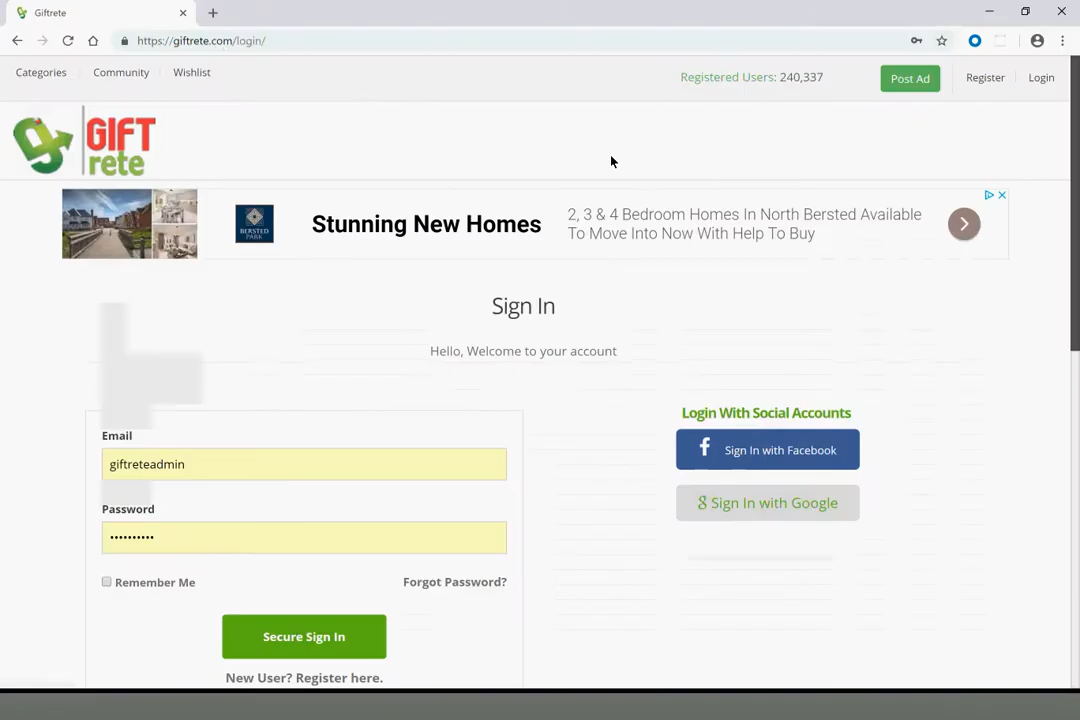 Giftrete
https://giftrete.com/login/
Categories Community Wishlist Registered Users: 240,337 Post Ad Register Login
GIFT
rete
BERSTED
PARK
Stunning New Homes
2, 3 & 4 Bedroom Homes In North Bersted Available
To Move Into Now With Help To Buy
Sign In
Hello, Welcome to your account
Email
giftreteadmin
Password
••••••••••
Remember Me Forgot Password?
Secure Sign In
New User? Register here.
Login With Social Accounts
f Sign In with Facebook
g Sign In with Google